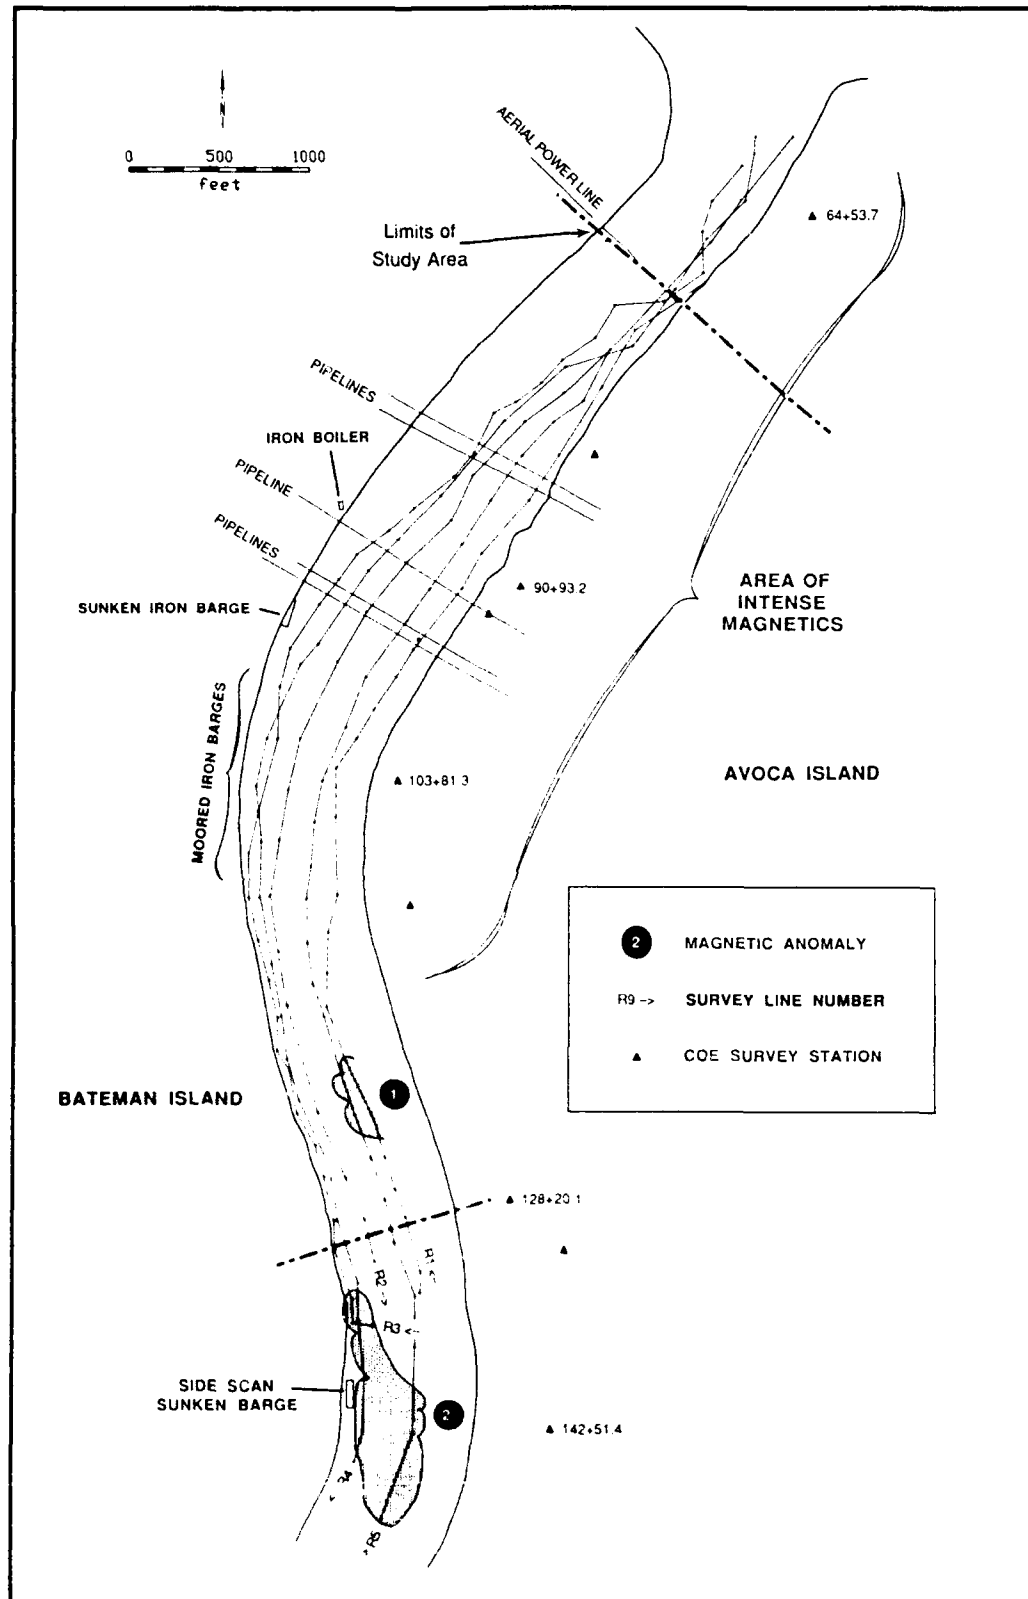 N
0 500 1000
feet
AERIAL POWER LINE
Limits of
Study Area
64+53.7
PIPELINES
IRON BOILER
PIPELINE
PIPELINES
SUNKEN IRON BARGE
90+93.2
AREA OF
INTENSE
MAGNETICS
MOORED IRON BARGES
103+81.3
AVOCA ISLAND
2 MAGNETIC ANOMALY
R9 -> SURVEY LINE NUMBER
COE SURVEY STATION
BATEMAN ISLAND
1
128+20.1
R1 <-
R2 ->
R3 <-
SIDE SCAN
SUNKEN BARGE
2
142+51.4
<- R4
R5